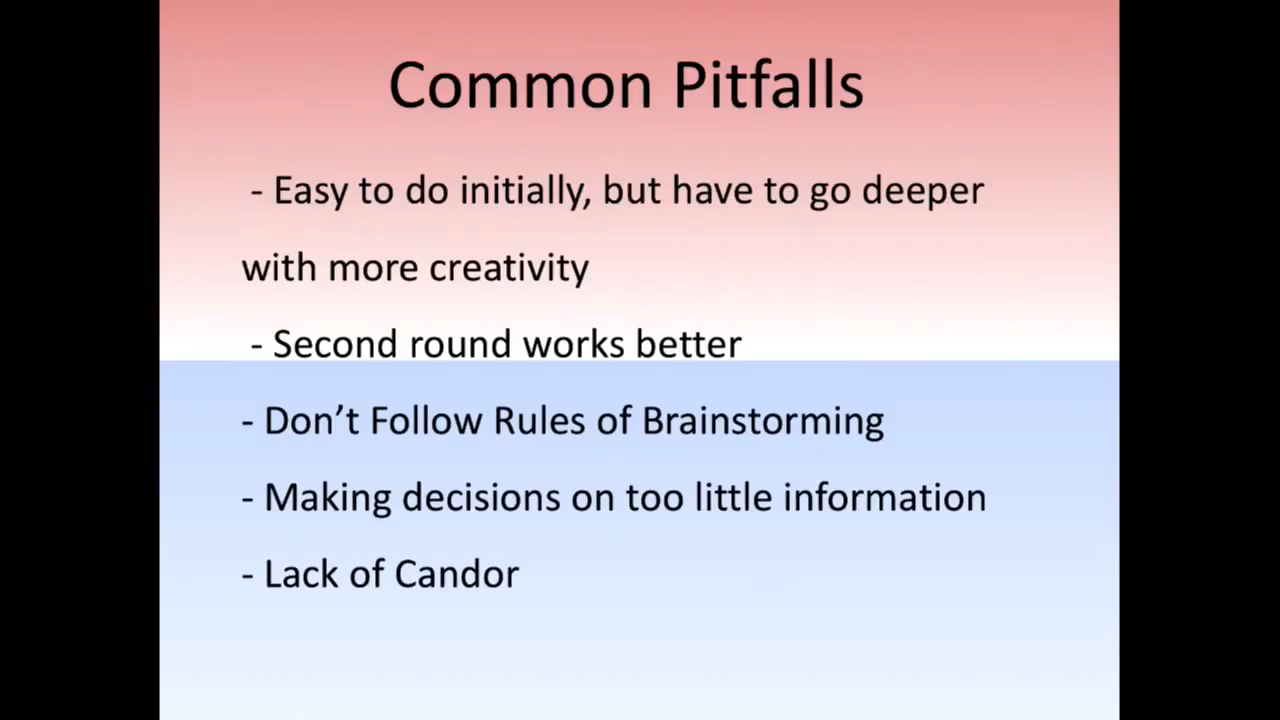 Common Pitfalls
- Easy to do initially, but have to go deeper
with more creativity
- Second round works better
- Don’t Follow Rules of Brainstorming
- Making decisions on too little information
- Lack of Candor